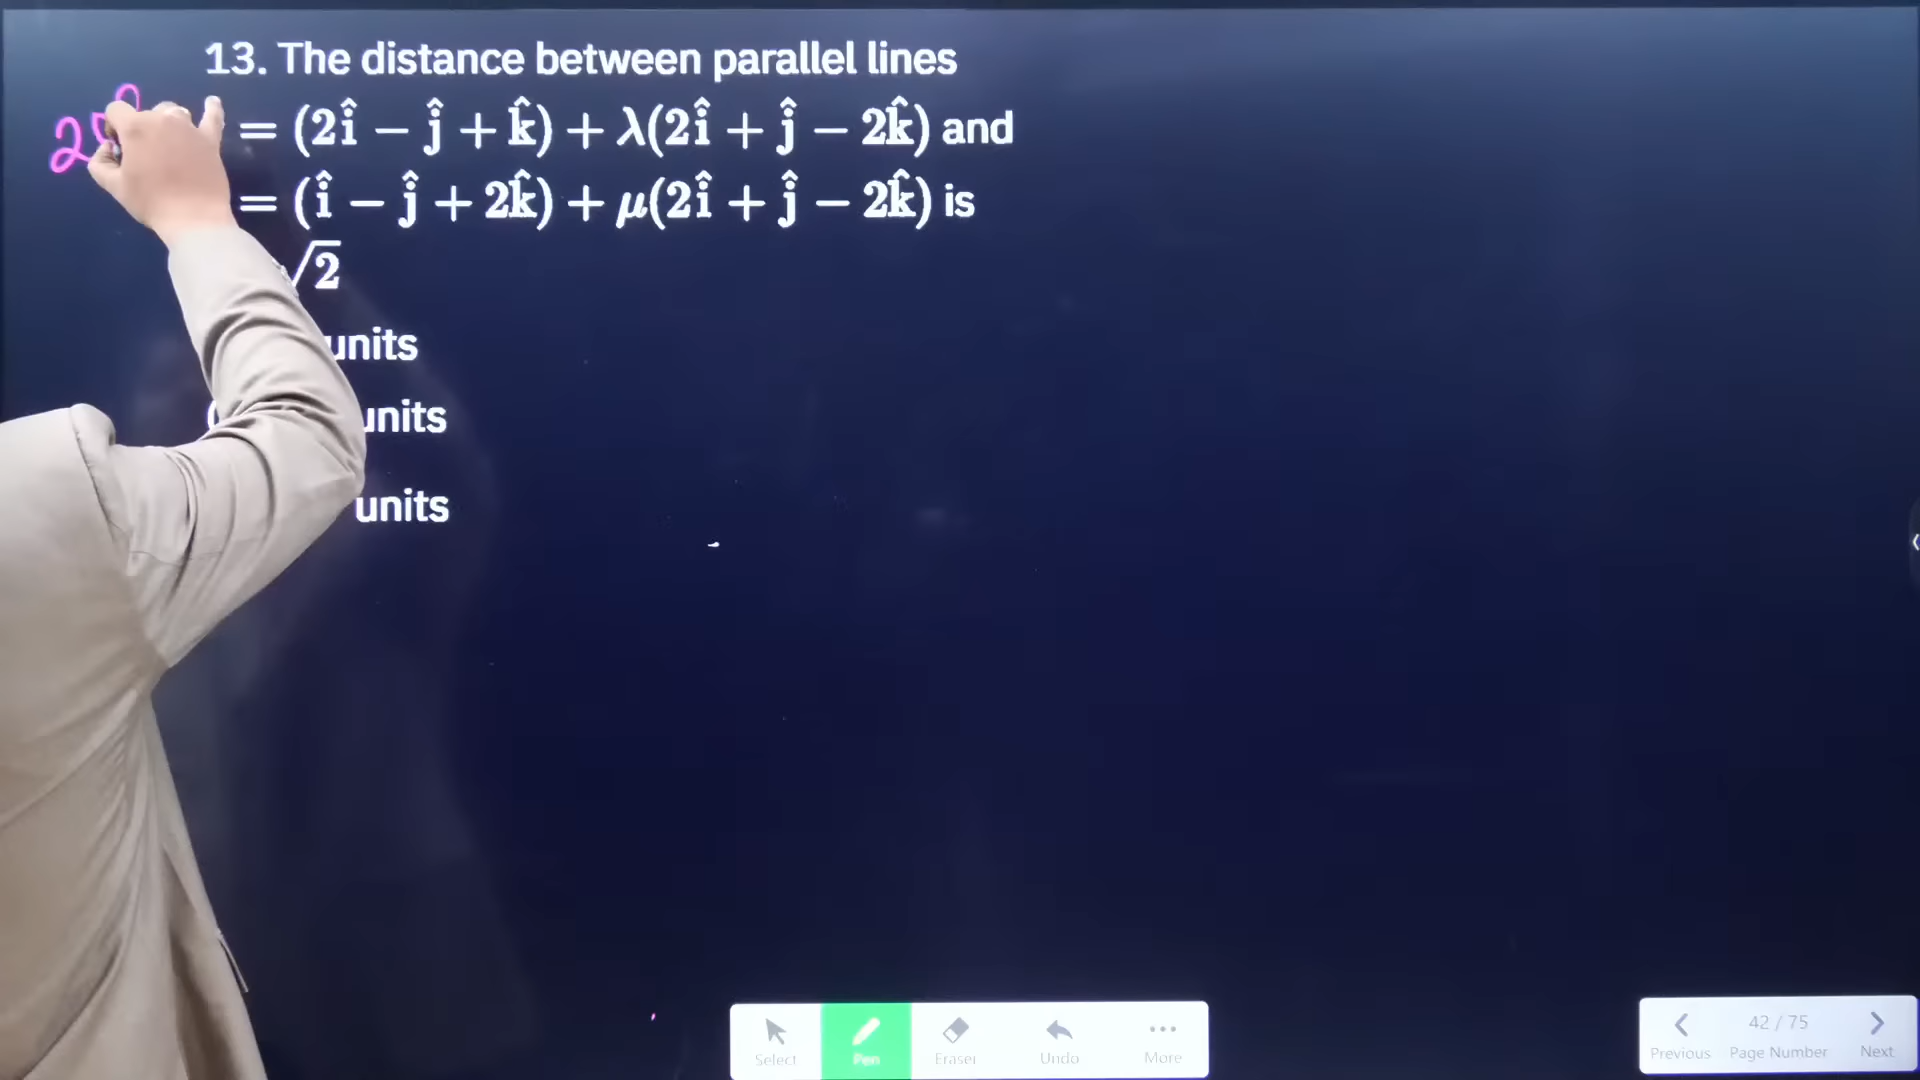 13. The distance between parallel lines
= (2î − ĵ + k̂) + λ(2î + ĵ − 2k̂) and
= (î − ĵ + 2k̂) + μ(2î + ĵ − 2k̂) is
√2
units
units
units
Select
Pen
Eraser
Undo
More
Previous
42 / 75
Page Number
Next